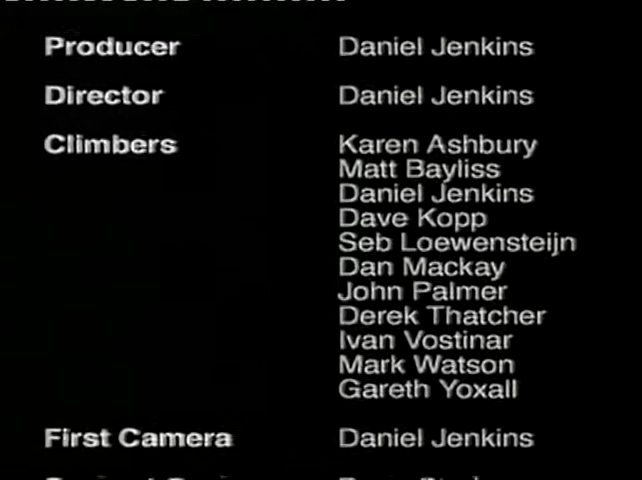 Producer Daniel Jenkins
Director Daniel Jenkins
Climbers Karen Ashbury
Matt Bayliss
Daniel Jenkins
Dave Kopp
Seb Loewensteijn
Dan Mackay
John Palmer
Derek Thatcher
Ivan Vostinar
Mark Watson
Gareth Yoxall
First Camera Daniel Jenkins